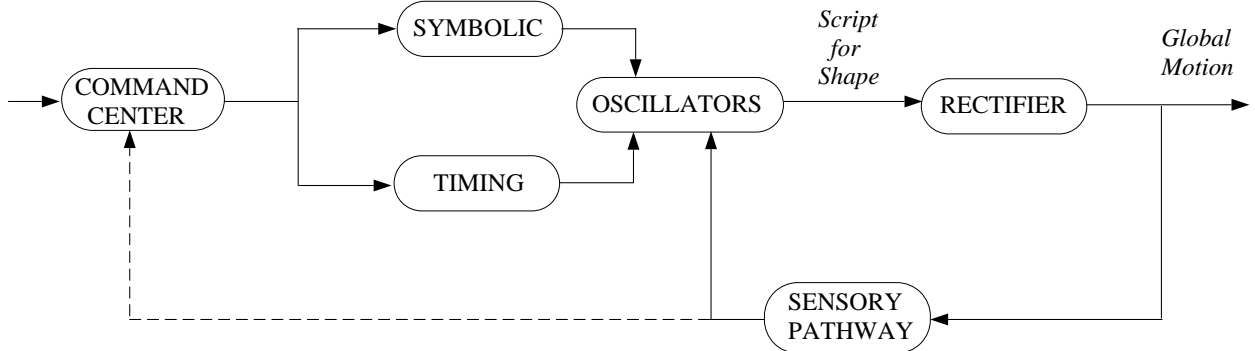 SYMBOLIC
Script
for
Shape
Global
Motion
COMMAND
CENTER
OSCILLATORS
RECTIFIER
TIMING
SENSORY
PATHWAY